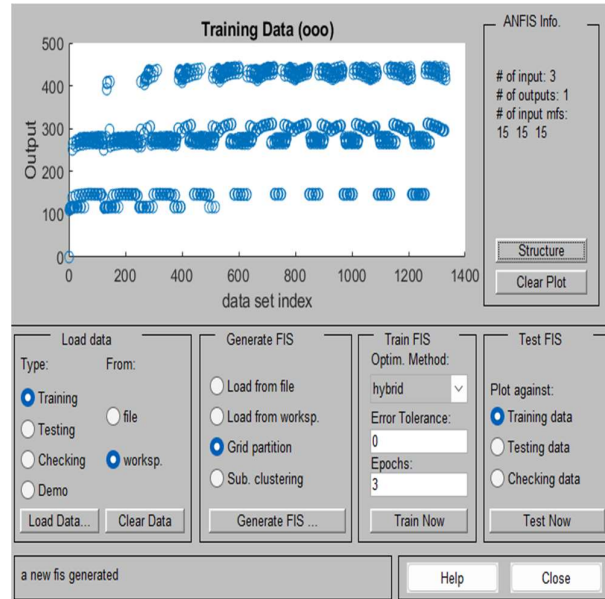 Training Data (ooo)
500
400
300
200
100
0
Output
0 200 400 600 800 1000 1200 1400
data set index
ANFIS Info.
# of input: 3
# of outputs: 1
# of input mfs:
15 15 15
Structure
Clear Plot
Load data
Type: From:
Training
Testing
Checking
Demo
file
worksp.
Load Data... Clear Data
Generate FIS
Load from file
Load from worksp.
Grid partition
Sub. clustering
Generate FIS ...
Train FIS
Optim. Method:
hybrid
Error Tolerance:
0
Epochs:
3
Train Now
Test FIS
Plot against:
Training data
Testing data
Checking data
Test Now
a new fis generated
Help Close